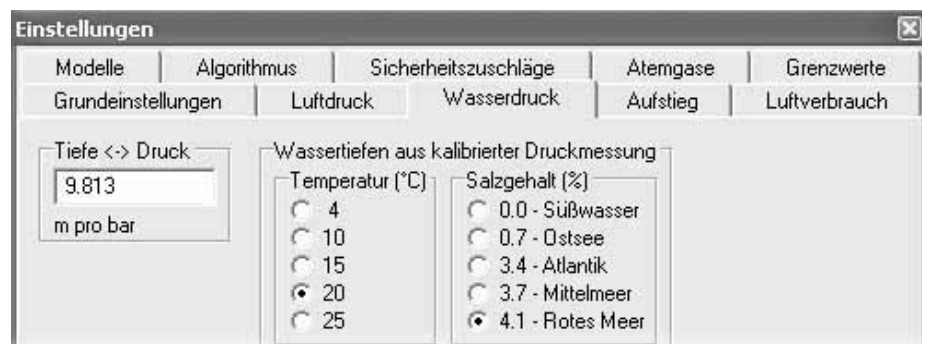 Einstellungen
Modelle Algorithmus Sicherheitszuschläge Atemgase Grenzwerte
Grundeinstellungen Luftdruck Wasserdruck Aufstieg Luftverbrauch
Tiefe <-> Druck
9.813
m pro bar
Wassertiefen aus kalibrierter Druckmessung
Temperatur (°C)
4
10
15
20
25
Salzgehalt (%)
0.0 - Süßwasser
0.7 - Ostsee
3.4 - Atlantik
3.7 - Mittelmeer
4.1 - Rotes Meer